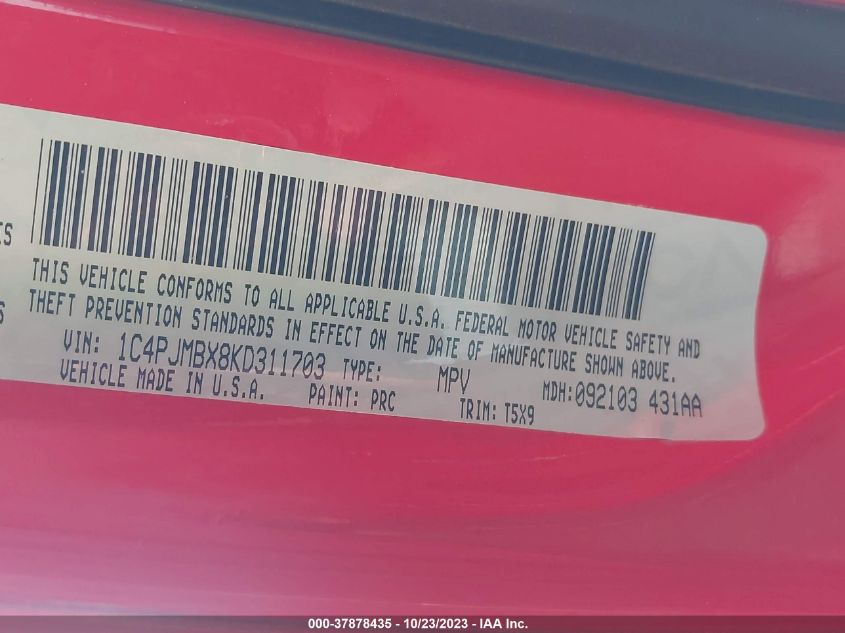 THIS VEHICLE CONFORMS TO ALL APPLICABLE U.S.A. FEDERAL MOTOR VEHICLE SAFETY AND
THEFT PREVENTION STANDARDS IN EFFECT ON THE DATE OF MANUFACTURE SHOWN ABOVE.
VIN: 1C4PJMBX8KD311703 TYPE: MPV MDH:092103 431AA
VEHICLE MADE IN U.S.A. PAINT: PRC TRIM: T5X9
000-37878435 - 10/23/2023 - IAA Inc.